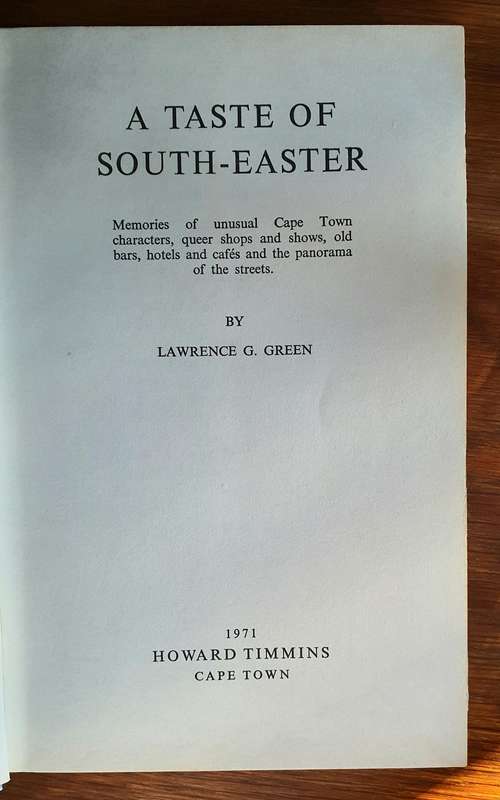 A TASTE OF
SOUTH-EASTER
Memories of unusual Cape Town
characters, queer shops and shows, old
bars, hotels and cafés and the panorama
of the streets.
BY
LAWRENCE G. GREEN
1971
HOWARD TIMMINS
CAPE TOWN